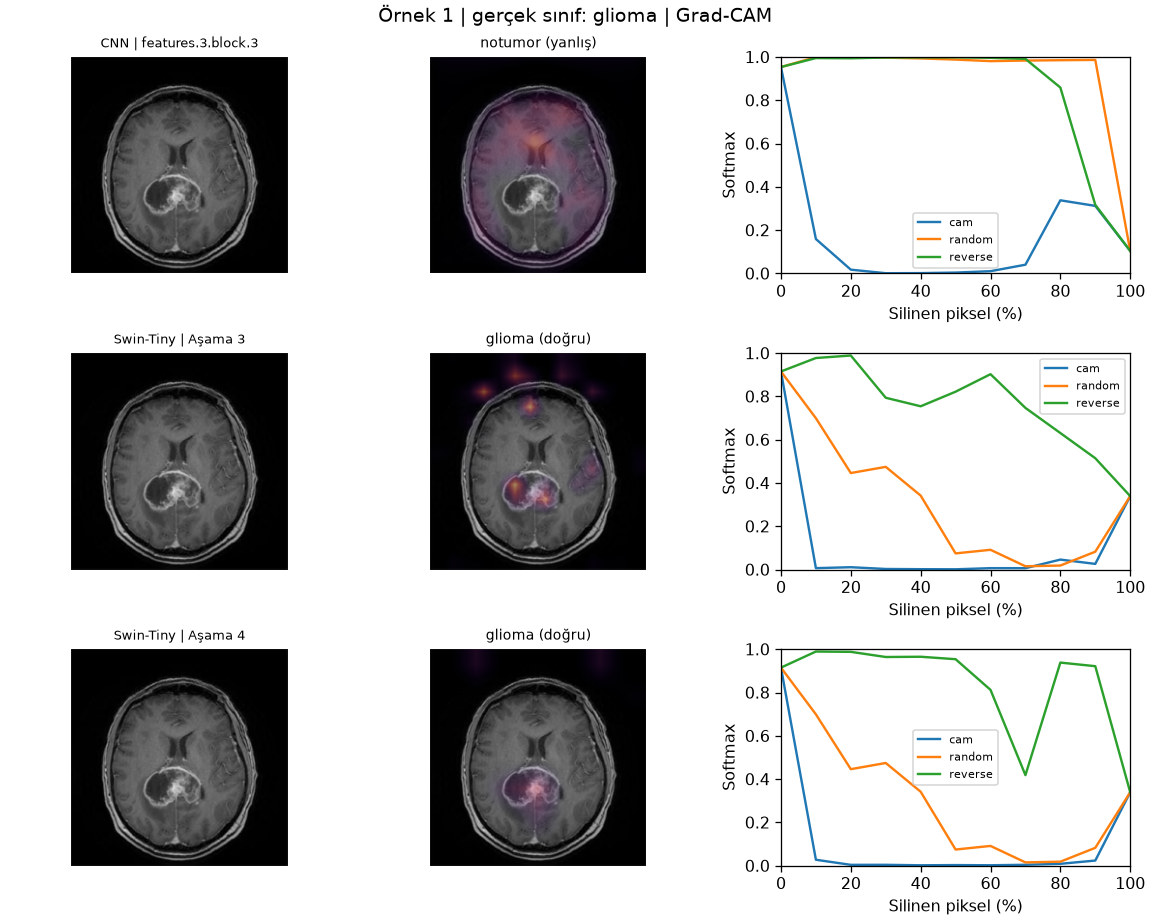 Örnek 1 | gerçek sınıf: glioma | Grad-CAM
CNN | features.3.block.3
notumor (yanlış)
1.0
0.8
0.6
0.4
0.2
0.0
Softmax
cam
random
reverse
0 20 40 60 80 100
Silinen piksel (%)
Swin-Tiny | Aşama 3
glioma (doğru)
1.0
0.8
0.6
0.4
0.2
0.0
Softmax
cam
random
reverse
0 20 40 60 80 100
Silinen piksel (%)
Swin-Tiny | Aşama 4
glioma (doğru)
1.0
0.8
0.6
0.4
0.2
0.0
Softmax
cam
random
reverse
0 20 40 60 80 100
Silinen piksel (%)